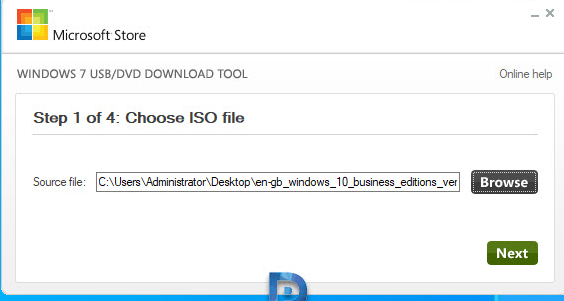 Microsoft Store
WINDOWS 7 USB/DVD DOWNLOAD TOOL Online help
Step 1 of 4: Choose ISO file
Source file: C:\Users\Administrator\Desktop\en-gb_windows_10_business_editions_ver Browse
Next